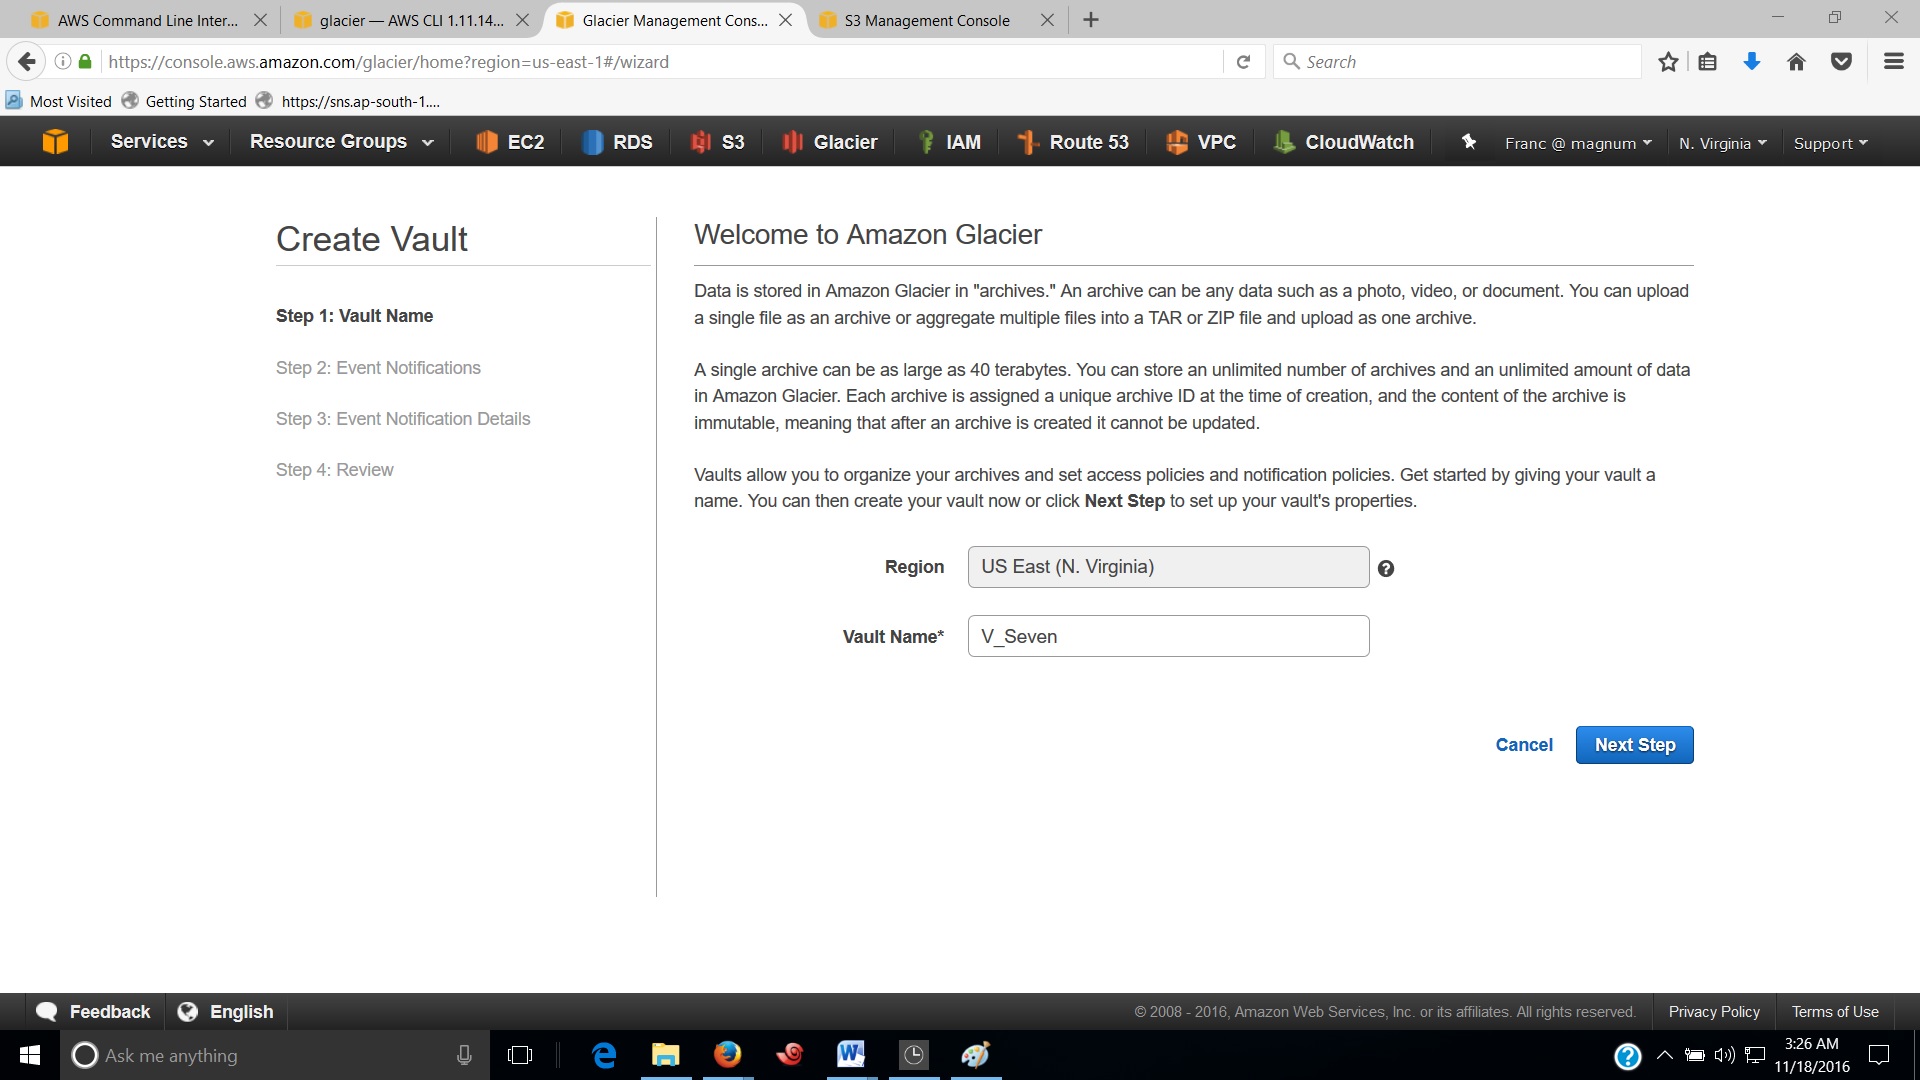 AWS Command Line Inter...
glacier — AWS CLI 1.11.14...
Glacier Management Cons...
S3 Management Console
https://console.aws.amazon.com/glacier/home?region=us-east-1#/wizard
Search
Most Visited
Getting Started
https://sns.ap-south-1....
Services
Resource Groups
EC2
RDS
S3
Glacier
IAM
Route 53
VPC
CloudWatch
Franc @ magnum
N. Virginia
Support
Create Vault
Step 1: Vault Name
Step 2: Event Notifications
Step 3: Event Notification Details
Step 4: Review
Welcome to Amazon Glacier
Data is stored in Amazon Glacier in "archives." An archive can be any data such as a photo, video, or document. You can upload
a single file as an archive or aggregate multiple files into a TAR or ZIP file and upload as one archive.
A single archive can be as large as 40 terabytes. You can store an unlimited number of archives and an unlimited amount of data
in Amazon Glacier. Each archive is assigned a unique archive ID at the time of creation, and the content of the archive is
immutable, meaning that after an archive is created it cannot be updated.
Vaults allow you to organize your archives and set access policies and notification policies. Get started by giving your vault a
name. You can then create your vault now or click Next Step to set up your vault's properties.
Region
US East (N. Virginia)
Vault Name*
V_Seven
Cancel
Next Step
Feedback
English
© 2008 - 2016, Amazon Web Services, Inc. or its affiliates. All rights reserved.
Privacy Policy
Terms of Use
Ask me anything
3:26 AM
11/18/2016